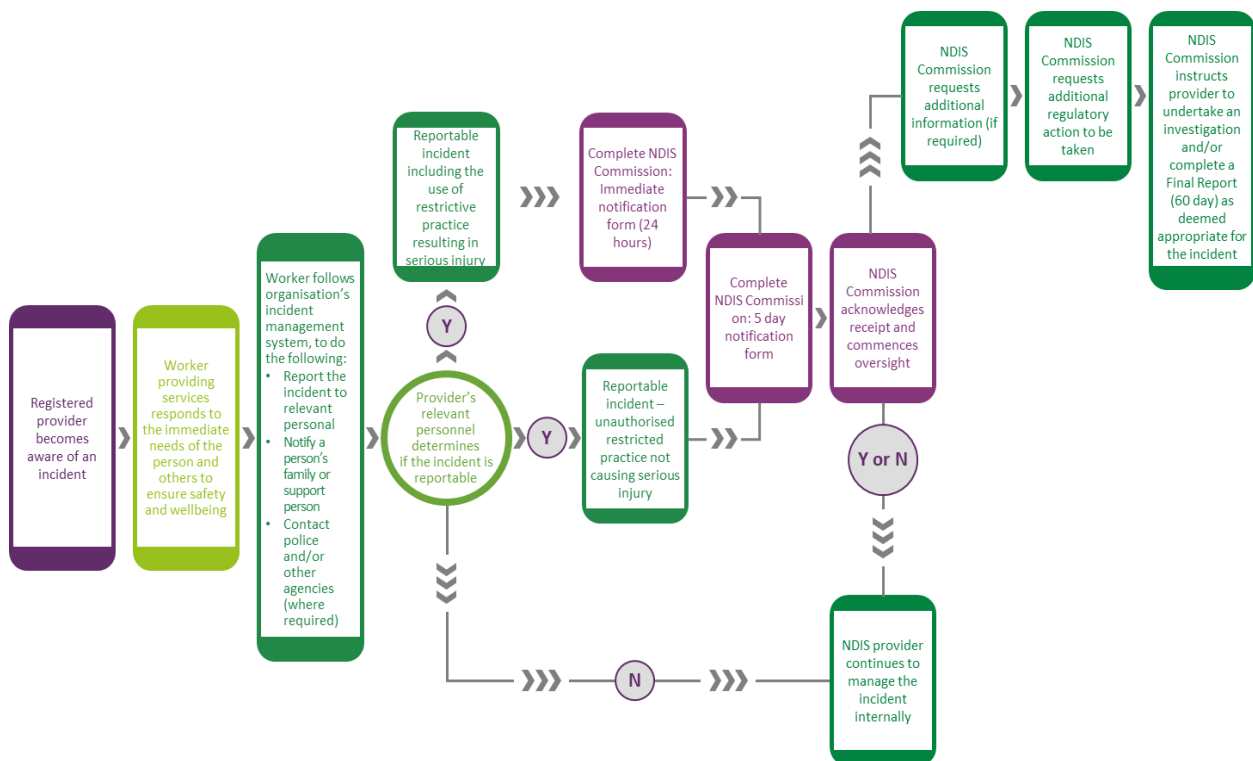 Registered
provider
becomes
aware of an
incident
Worker
providing
services
responds to
the immediate
needs of the
person and
others to
ensure safety
and wellbeing
Worker follows
organisation's
incident
management
system, to do
the following:
• Report the
incident to
relevant
personal
• Notify a
person's
family or
support
person
• Contact
police
and/or
other
agencies
(where
required)
Provider's
relevant
personnel
determines
if the incident is
reportable
Y
Reportable
incident
including the
use of
restrictive
practice
resulting in
serious injury
Complete NDIS
Commission:
Immediate
notification
form (24
hours)
Y
Reportable
incident –
unauthorised
restricted
practice not
causing serious
injury
Complete
NDIS Commissi
on: 5 day
notification
form
NDIS
Commission
acknowledges
receipt and
commences
oversight
NDIS
Commission
requests
additional
information (if
required)
NDIS
Commission
requests
additional
regulatory
action to be
taken
NDIS
Commission
instructs
provider to
undertake an
investigation
and/or
complete a
Final Report
(60 day) as
deemed
appropriate for
the incident
Y or N
N
NDIS provider
continues to
manage the
incident
internally